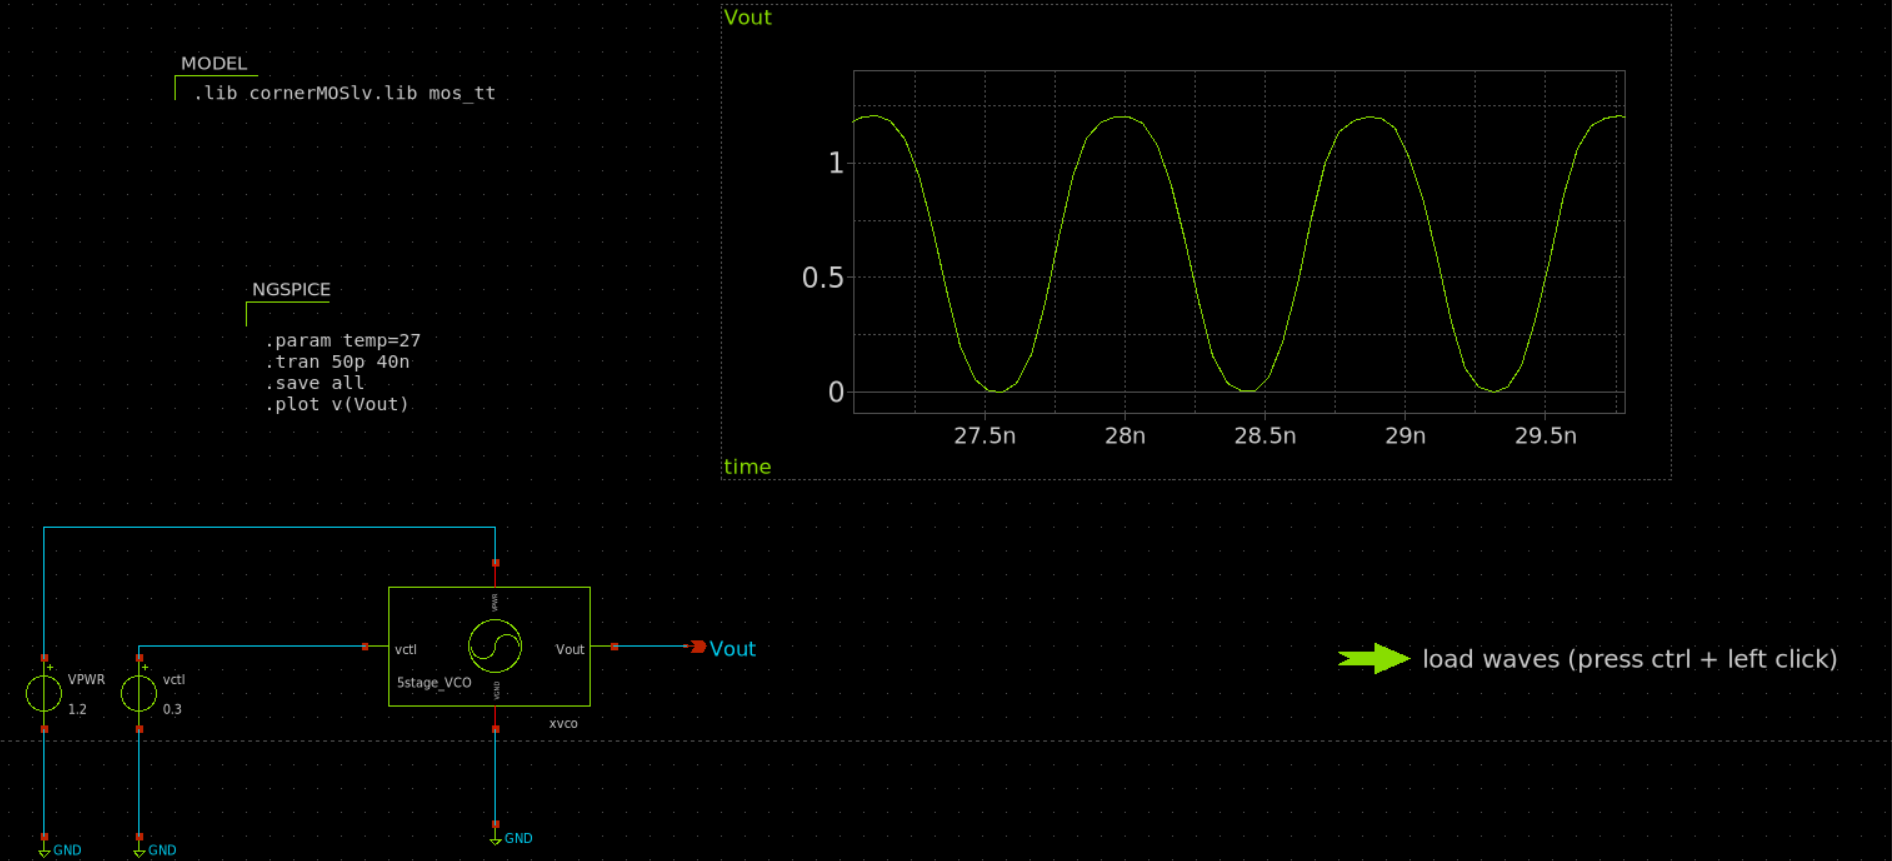 Vout
MODEL
.lib cornerMOSlv.lib mos_tt
1
0.5
0
27.5n 28n 28.5n 29n 29.5n
time
NGSPICE
.param temp=27
.tran 50p 40n
.save all
.plot v(Vout)
VPWR
vctl
Vout
5stage_VCO
VGND
xvco
Vout
VPWR
1.2
vctl
0.3
+
+
GND
GND
GND
load waves (press ctrl + left click)